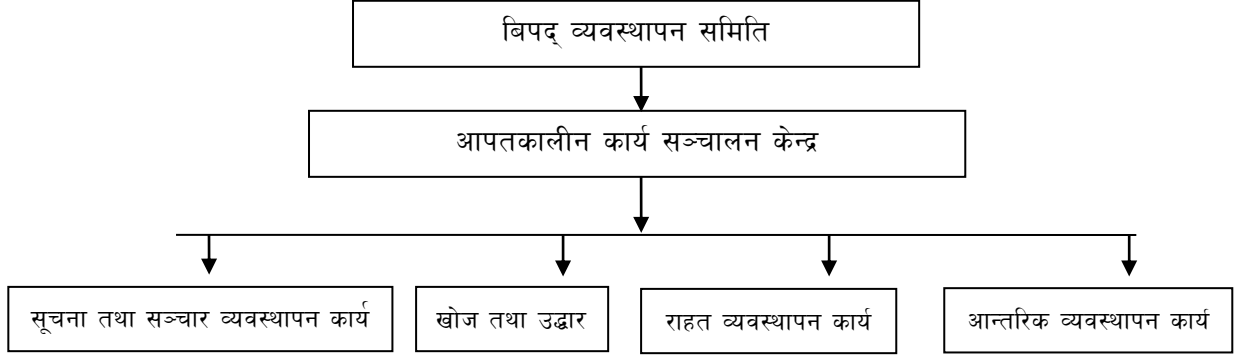 बिपद् व्यवस्थापन समिति
आपतकालीन कार्य सञ्चालन केन्द्र
सूचना तथा सञ्चार व्यवस्थापन कार्य
खोज तथा उद्धार
राहत व्यवस्थापन कार्य
आन्तरिक व्यवस्थापन कार्य